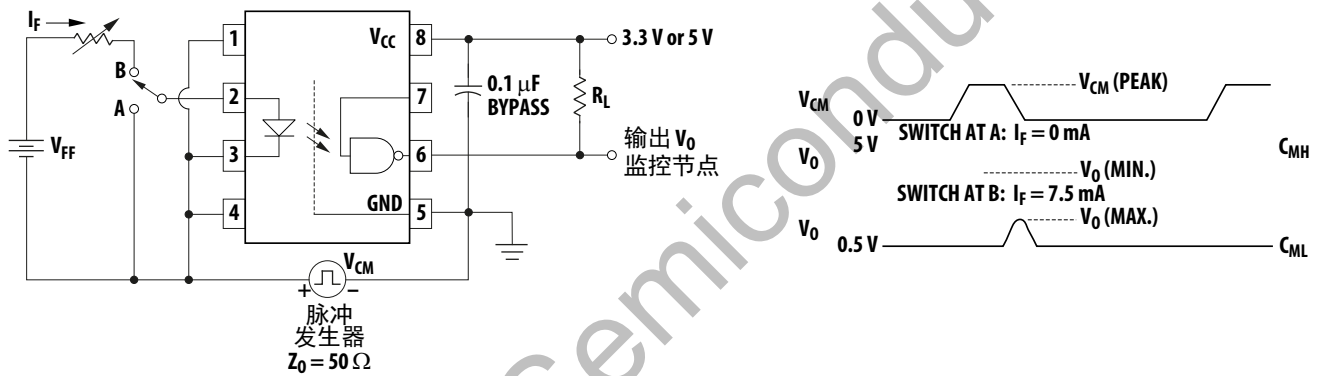 I_F
B
A
V_FF
1
2
3
4
V_CC
GND
8
7
6
5
3.3 V or 5 V
0.1 μF
BYPASS
R_L
输出 V_O
监控节点
V_CM
+
−
脉冲
发生器
Z_O = 50 Ω
V_CM
0 V
V_CM (PEAK)
SWITCH AT A: I_F = 0 mA
5 V
V_O
C_MH
V_O (MIN.)
SWITCH AT B: I_F = 7.5 mA
V_O (MAX.)
V_O
0.5 V
C_ML